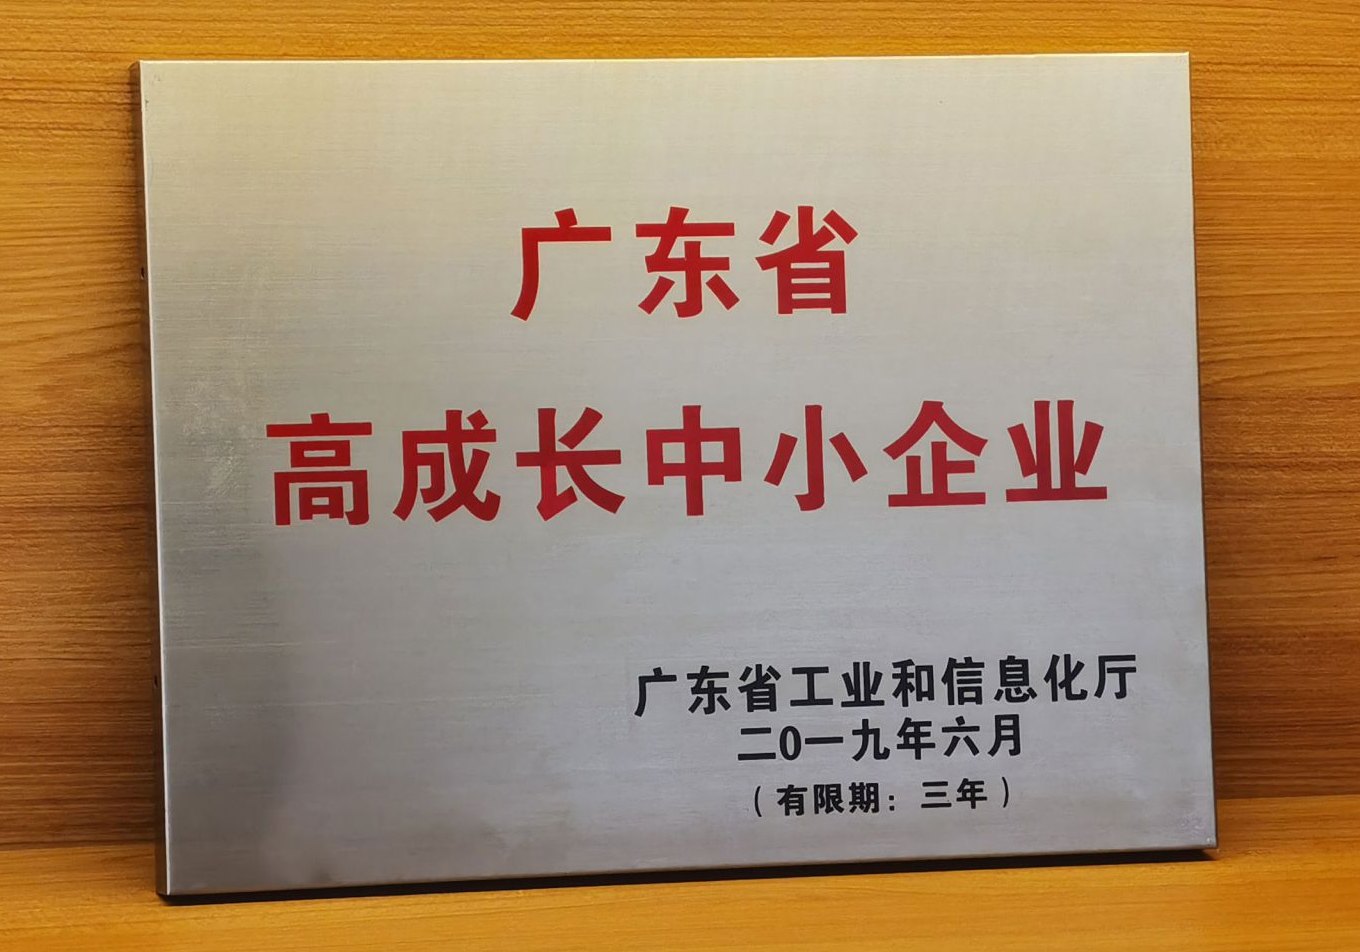 广东省
高成长中小企业
广东省工业和信息化厅
二0一九年六月
（有限期：三年）